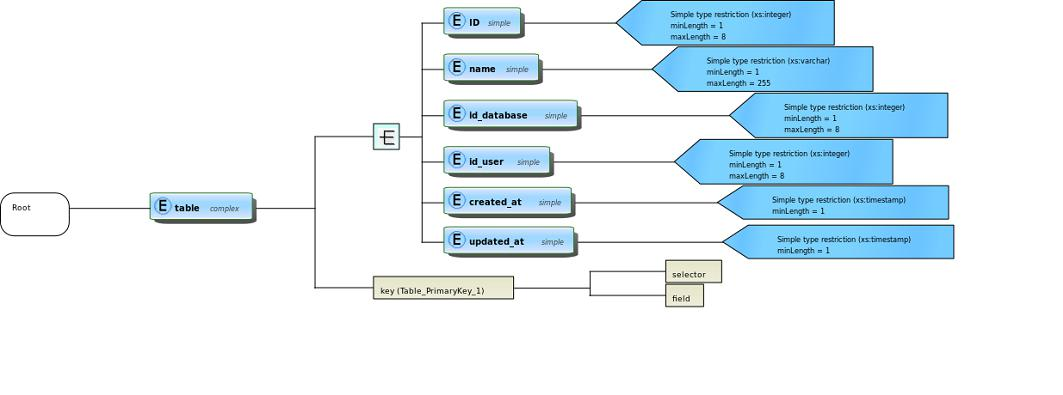 E ID simple
Simple type restriction (xs:integer)
minLength = 1
maxLength = 8
E name simple
Simple type restriction (xs:varchar)
minLength = 1
maxLength = 255
E id_database simple
Simple type restriction (xs:integer)
minLength = 1
maxLength = 8
E id_user simple
Simple type restriction (xs:integer)
minLength = 1
maxLength = 8
Root
E table complex
E created_at simple
Simple type restriction (xs:timestamp)
minLength = 1
E updated_at simple
Simple type restriction (xs:timestamp)
minLength = 1
key (Table_PrimaryKey_1)
selector
field